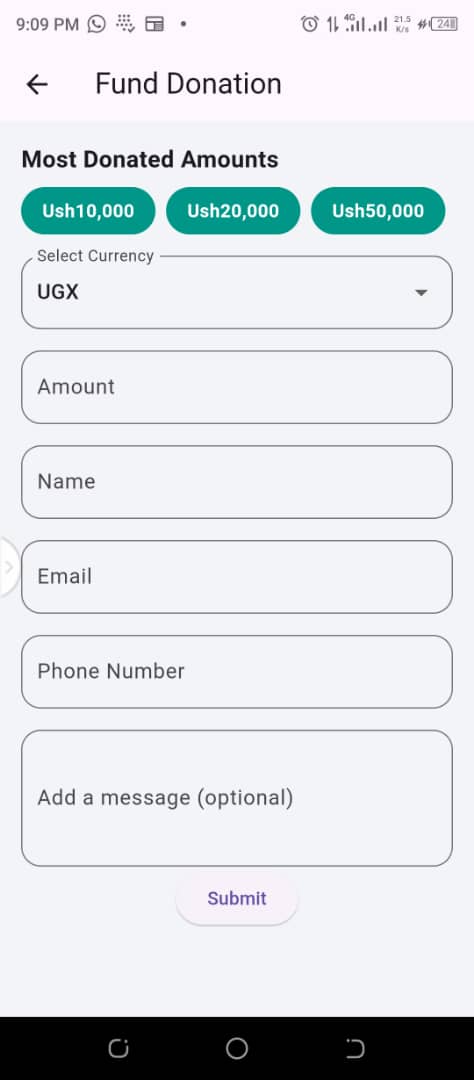 9:09 PM 4G 21.5 K/s 24
Fund Donation
Most Donated Amounts
Ush10,000 Ush20,000 Ush50,000
Select Currency
UGX
Amount
Name
Email
Phone Number
Add a message (optional)
Submit